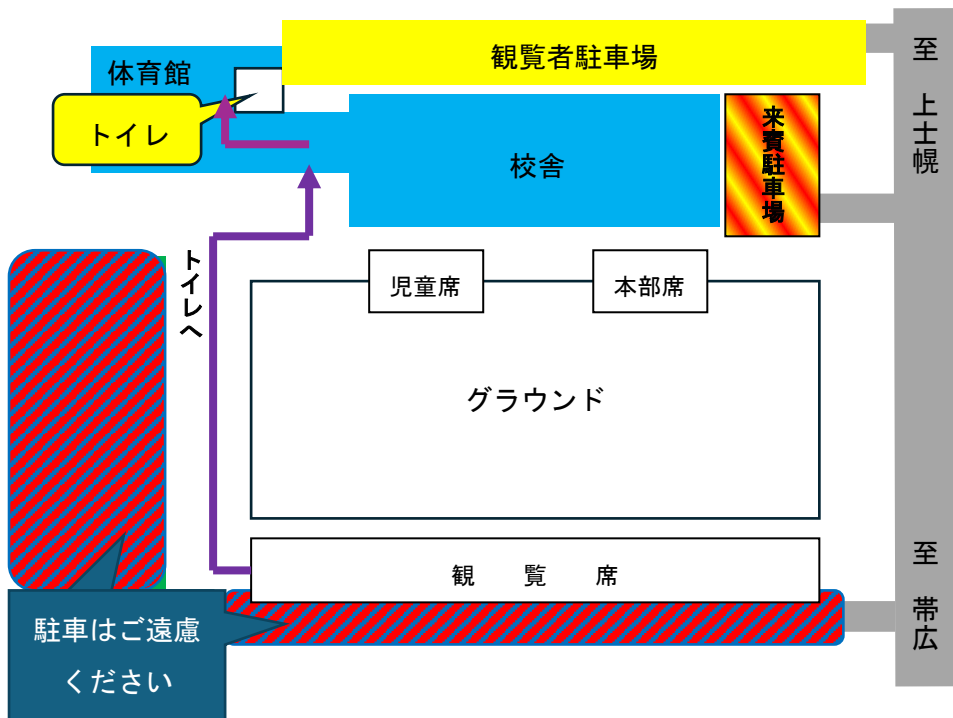 観覧者駐車場
至　上士幌
体育館
トイレ
校舎
来賓駐車場
トイレへ
児童席
本部席
グラウンド
観　覧　席
至　帯広
駐車はご遠慮
ください